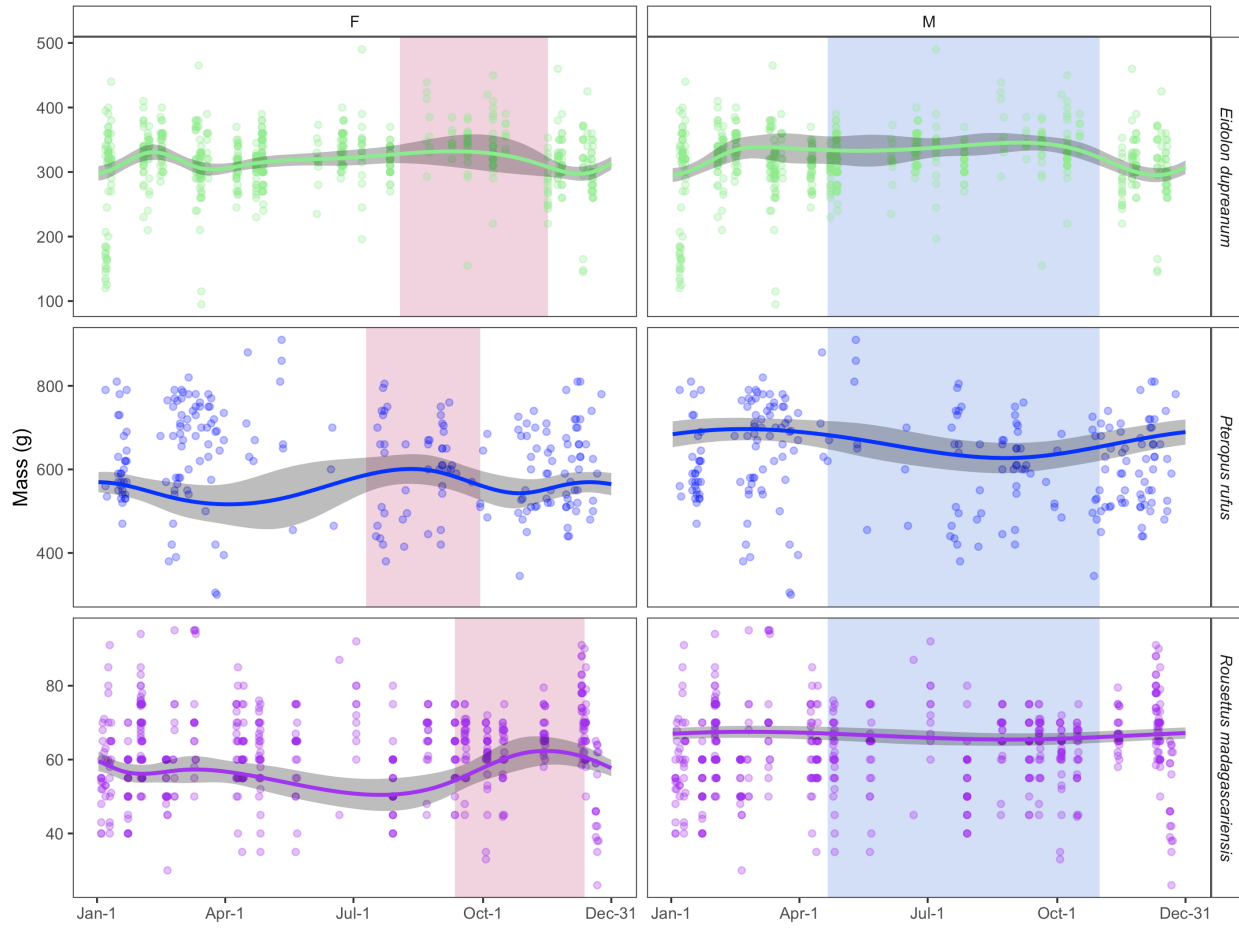 F
M
500
400
300
200
100
Eidolon dupreanum
Mass (g)
800
600
400
Pteropus rufus
80
60
40
Rousettus madagascariensis
Jan-1
Apr-1
Jul-1
Oct-1
Dec-31
Jan-1
Apr-1
Jul-1
Oct-1
Dec-31